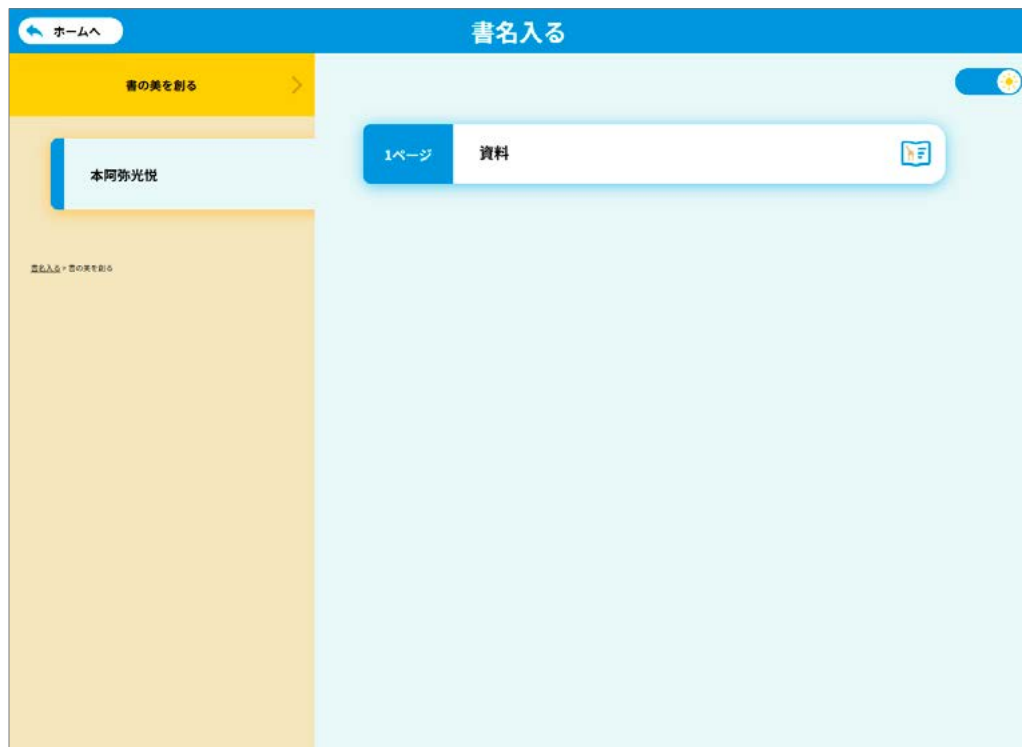 ホームへ
書名入る
書の美を創る
本阿弥光悦
1ページ
資料
書名入る > 書の美を創る